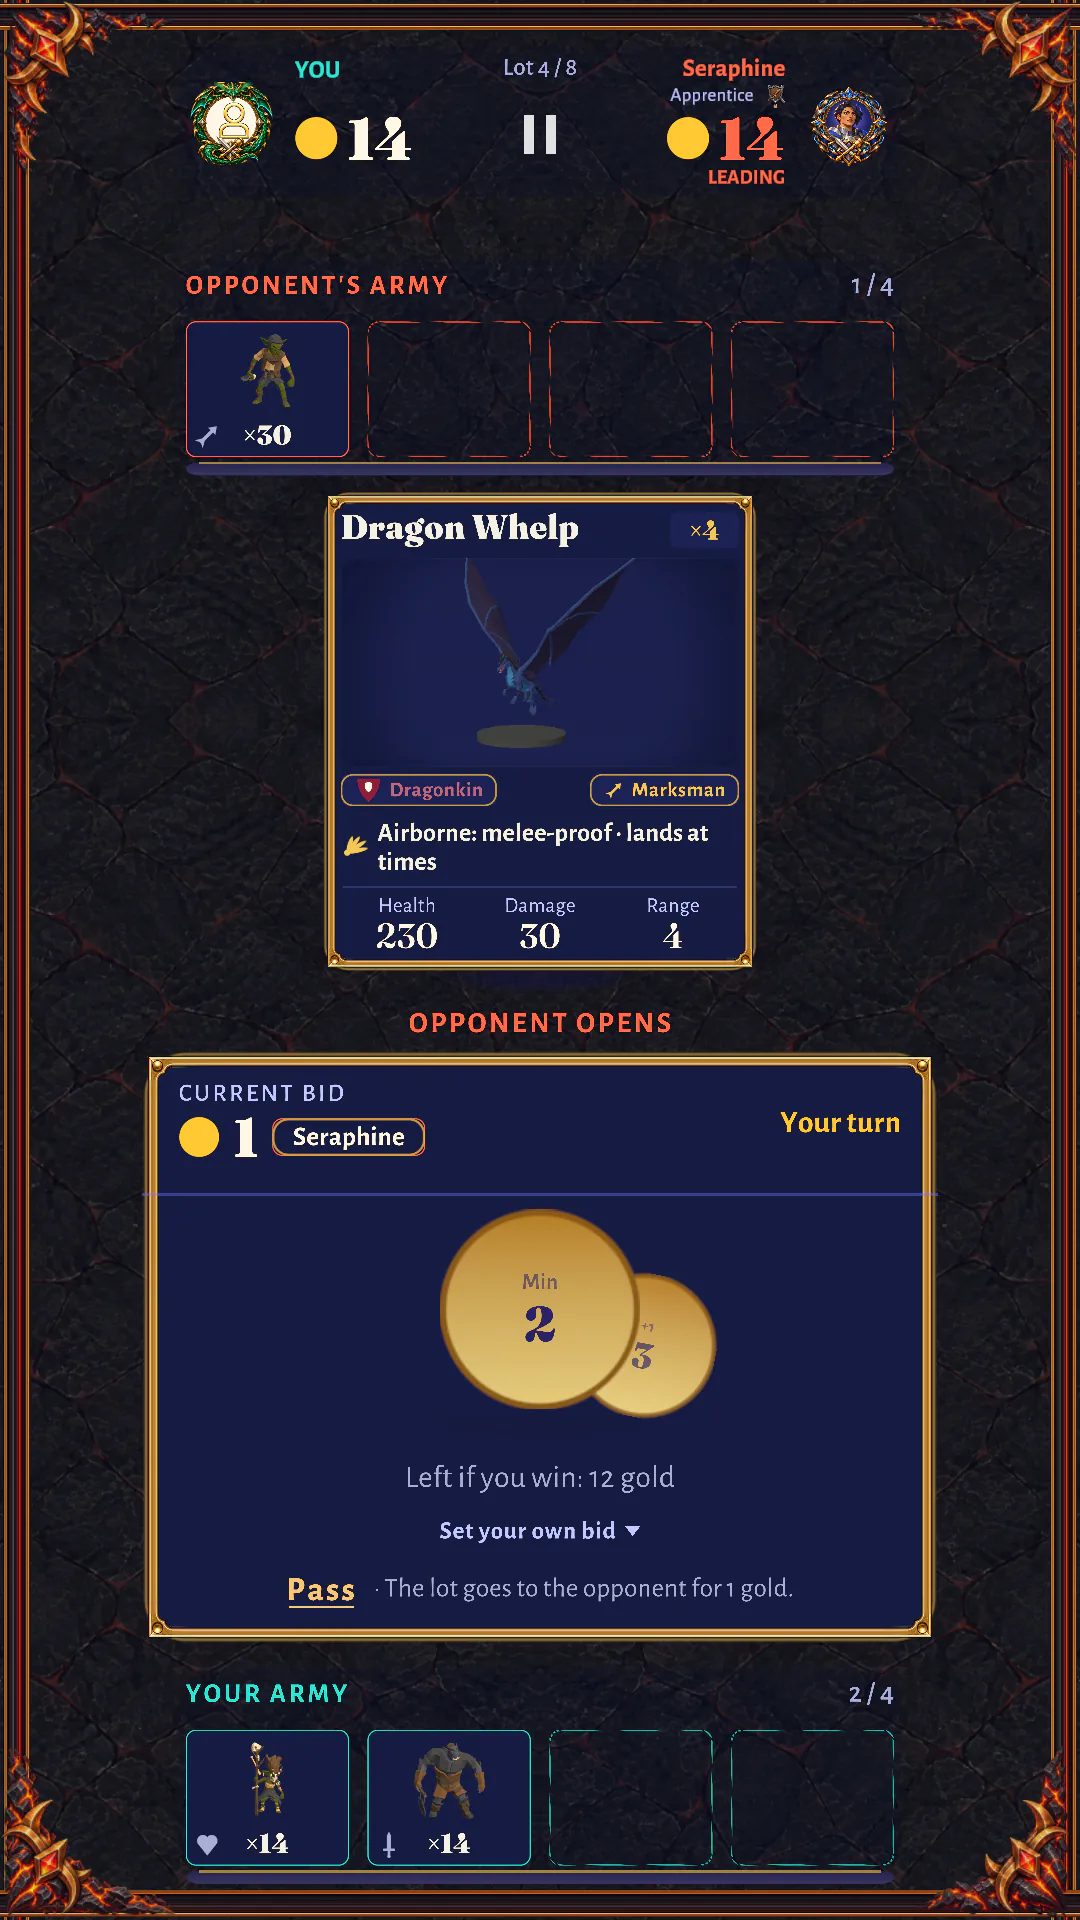 YOU
14
Lot 4 / 8
Seraphine
Apprentice
14
LEADING
OPPONENT'S ARMY
1 / 4
×30
Dragon Whelp
×4
Dragonkin
Marksman
Airborne: melee-proof · lands at
times
Health
Damage
Range
230
30
4
OPPONENT OPENS
CURRENT BID
1
Seraphine
Your turn
Min
2
+1
3
Left if you win: 12 gold
Set your own bid
Pass · The lot goes to the opponent for 1 gold.
YOUR ARMY
2 / 4
×14
×14